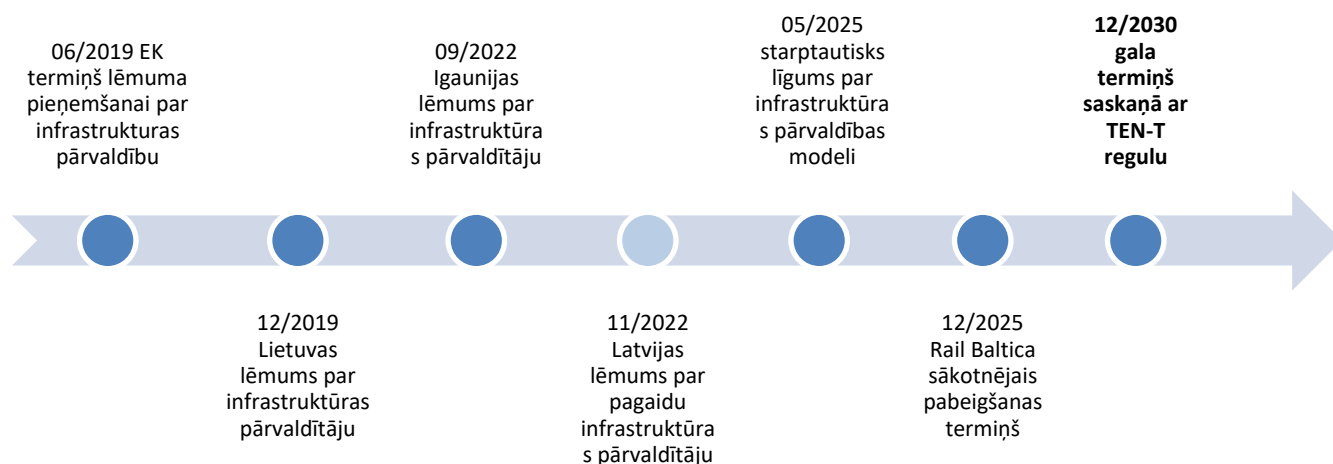 06/2019 EK
termiņš lēmuma
pieņemšanai par
infrastrukturas
pārvaldību
12/2019
Lietuvas
lēmums par
infrastruktūras
pārvaldītāju
09/2022
Igaunijas
lēmums par
infrastruktūra
s pārvaldītāju
11/2022
Latvijas
lēmums par
pagaidu
infrastruktūra
s pārvaldītāju
05/2025
starptautisks
līgums par
infrastruktūra
s pārvaldības
modeli
12/2025
Rail Baltica
sākotnējais
pabeigšanas
termiņš
12/2030
gala
termiņš
saskaņā ar
TEN-T
regulu